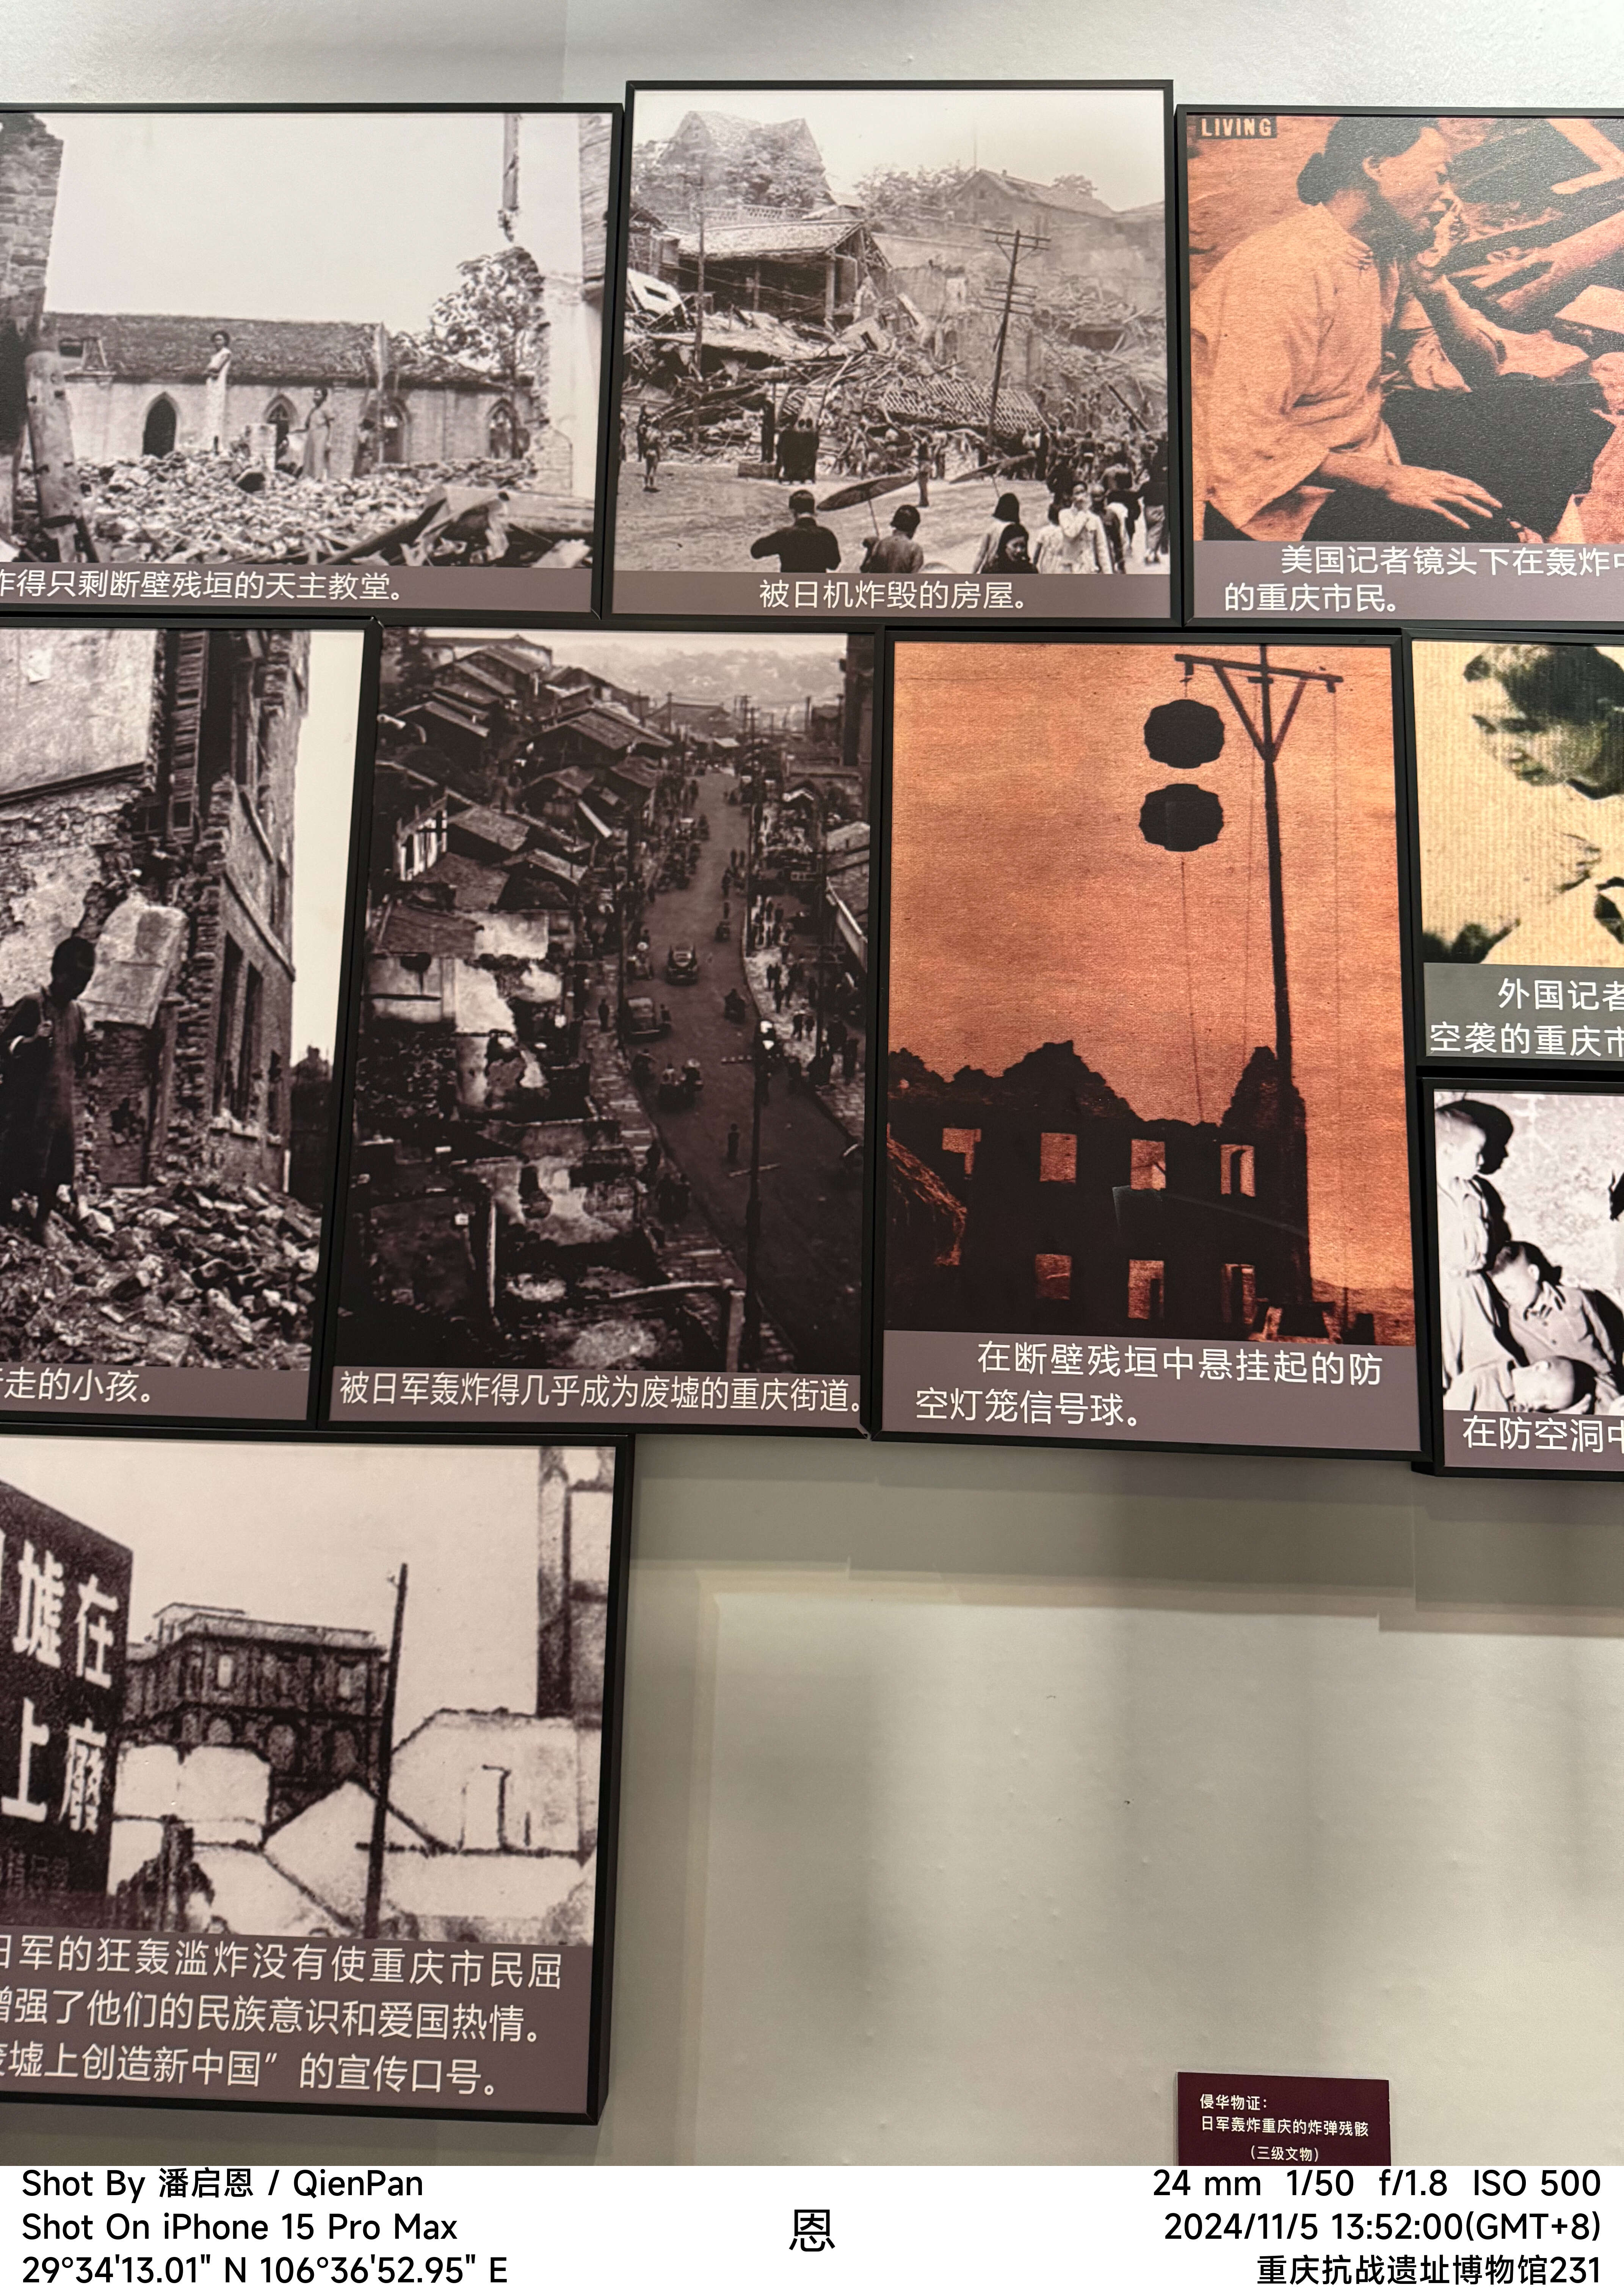 LIVING
炸得只剩断壁残垣的天主教堂。
被日机炸毁的房屋。
美国记者镜头下在轰炸中
的重庆市民。
走的小孩。
被日军轰炸得几乎成为废墟的重庆街道。
在断壁残垣中悬挂起的防
空灯笼信号球。
外国记者
空袭的重庆市
在防空洞中
墟在
上廢
日军的狂轰滥炸没有使重庆市民屈
增强了他们的民族意识和爱国热情。
废墟上创造新中国”的宣传口号。
侵华物证：
日军轰炸重庆的炸弹残骸
（三级文物）
Shot By 潘启恩 / QienPan
Shot On iPhone 15 Pro Max
29°34'13.01" N 106°36'52.95" E
恩
24 mm 1/50 f/1.8 ISO 500
2024/11/5 13:52:00(GMT+8)
重庆抗战遗址博物馆231